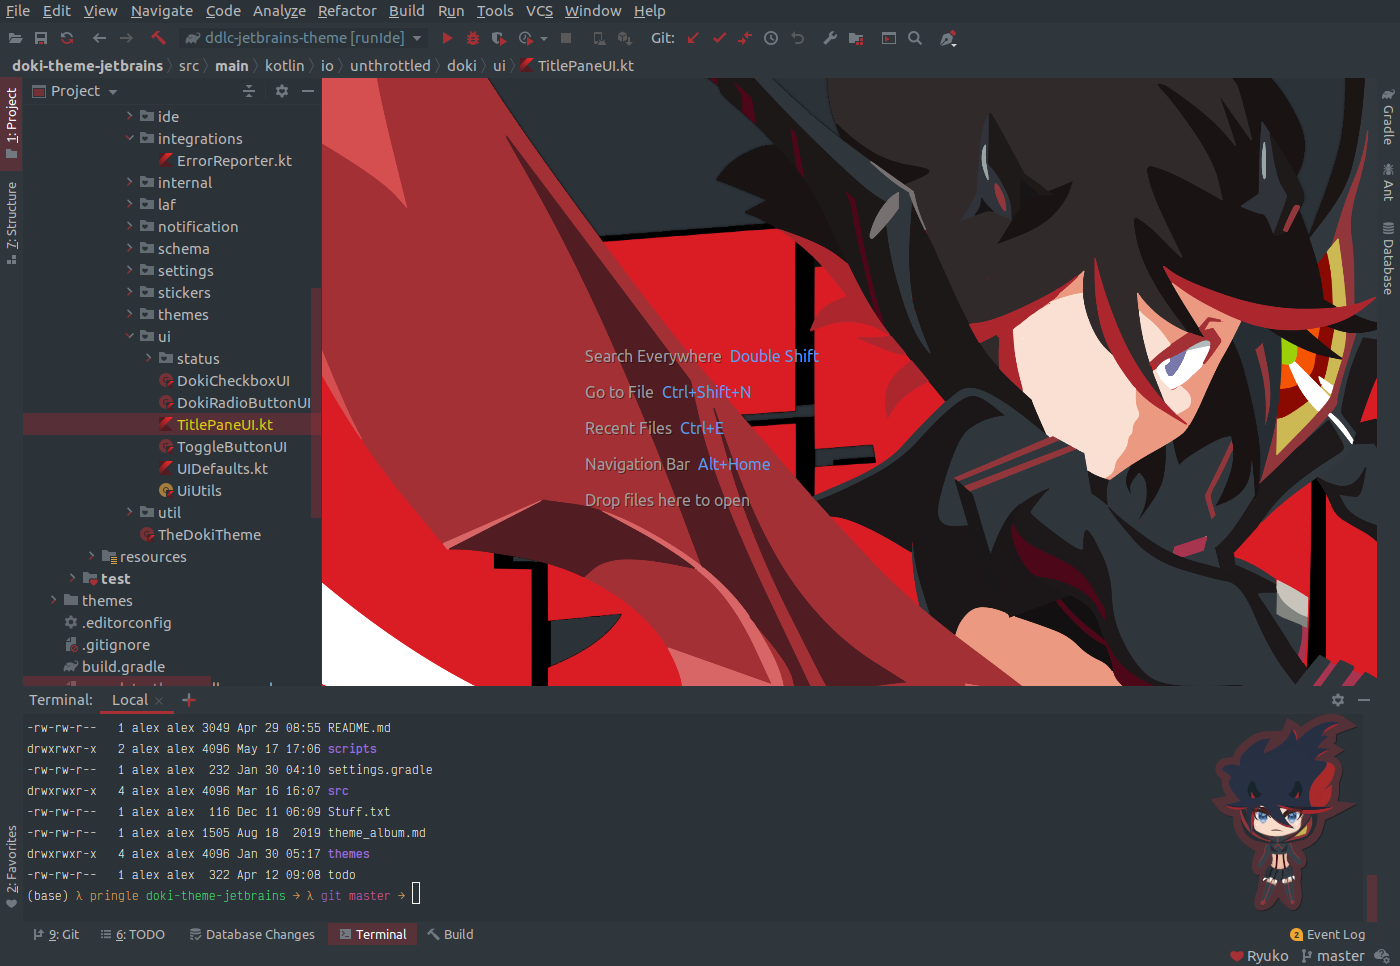 File Edit View Navigate Code Analyze Refactor Build Run Tools VCS Window Help
ddlc-jetbrains-theme [runIde] Git:
doki-theme-jetbrains src main kotlin io unthrottled doki ui TitlePaneUI.kt
Project
ide
integrations
ErrorReporter.kt
internal
laf
notification
schema
settings
stickers
themes
ui
status
DokiCheckboxUI
DokiRadioButtonUI
TitlePaneUI.kt
ToggleButtonUI
UIDefaults.kt
UiUtils
util
TheDokiTheme
resources
test
themes
.editorconfig
.gitignore
build.gradle
1: Project
7: Structure
2: Favorites
Search Everywhere Double Shift
Go to File Ctrl+Shift+N
Recent Files Ctrl+E
Navigation Bar Alt+Home
Drop files here to open
Gradle
Ant
Database
Terminal: Local
-rw-rw-r-- 1 alex alex 3049 Apr 29 08:55 README.md
drwxrwxr-x 2 alex alex 4096 May 17 17:06 scripts
-rw-rw-r-- 1 alex alex 232 Jan 30 04:10 settings.gradle
drwxrwxr-x 4 alex alex 4096 Mar 16 16:07 src
-rw-rw-r-- 1 alex alex 116 Dec 11 06:09 Stuff.txt
-rw-rw-r-- 1 alex alex 1505 Aug 18 2019 theme_album.md
drwxrwxr-x 4 alex alex 4096 Jan 30 05:17 themes
-rw-rw-r-- 1 alex alex 322 Apr 12 09:08 todo
(base) λ pringle doki-theme-jetbrains → λ git master →
9: Git 6: TODO Database Changes Terminal Build 2 Event Log
Ryuko master